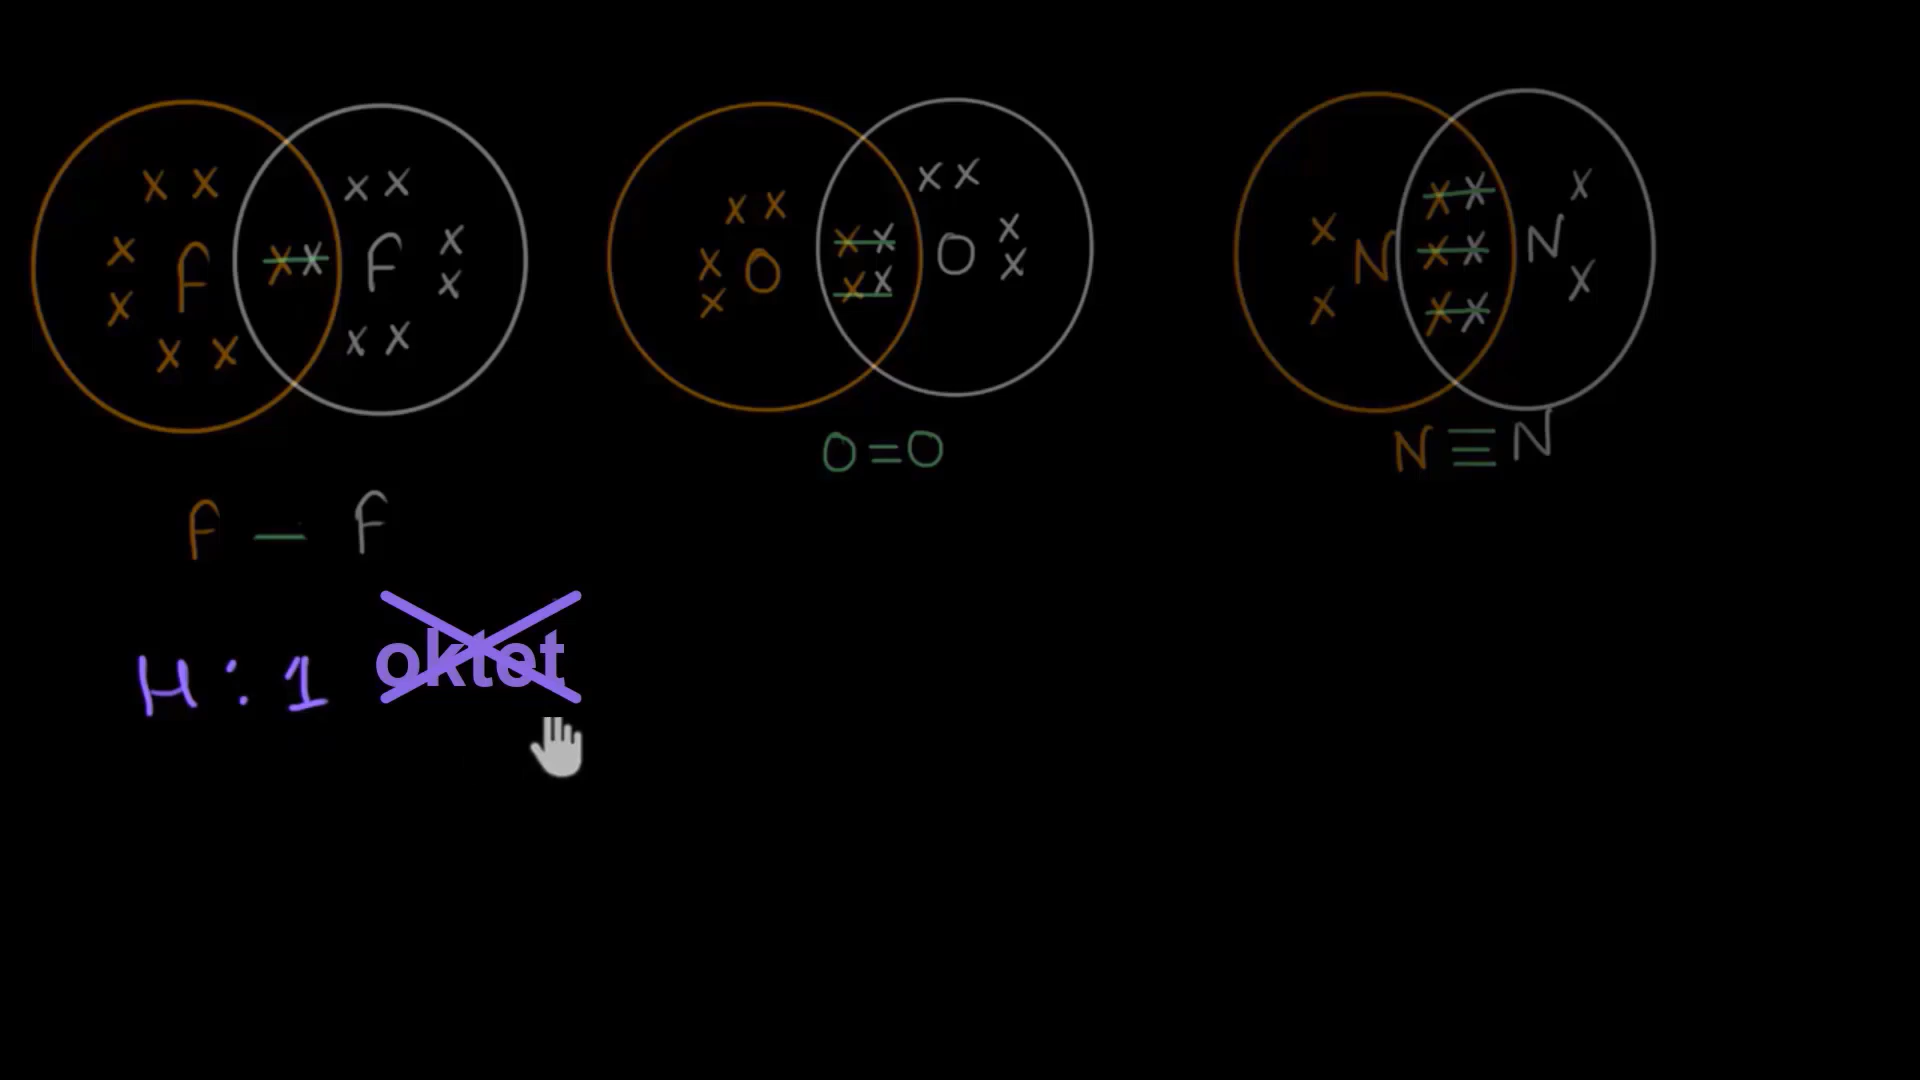 F F
O O
N N
O=O
N≡N
F — F
H : 1 oktet